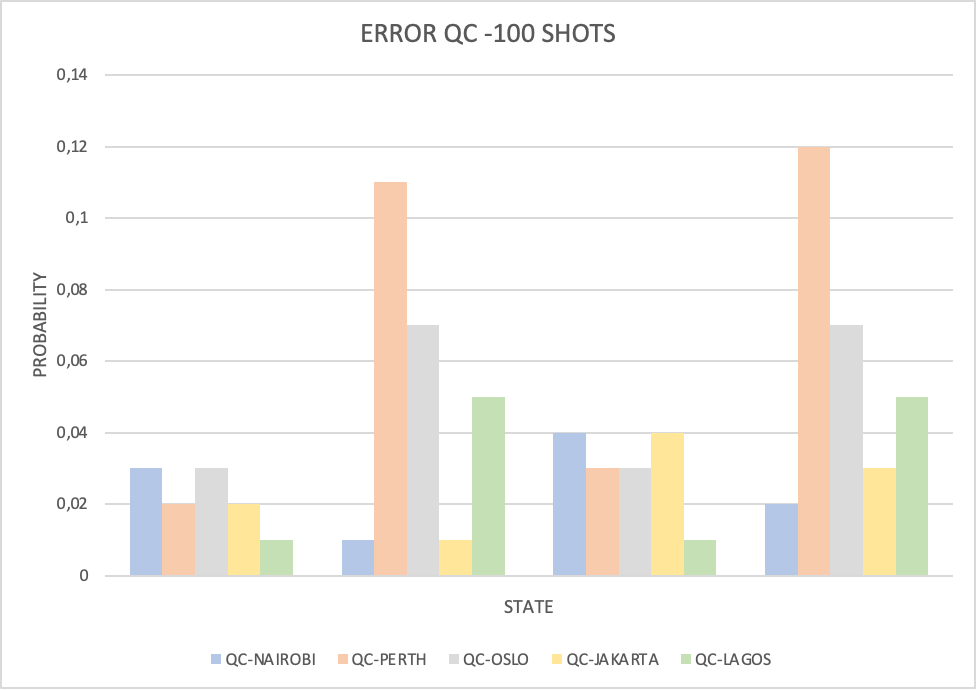 ERROR QC -100 SHOTS
0,14
0,12
0,1
0,08
0,06
0,04
0,02
0
PROBABILITY
STATE
QC-NAIROBI QC-PERTH QC-OSLO QC-JAKARTA QC-LAGOS